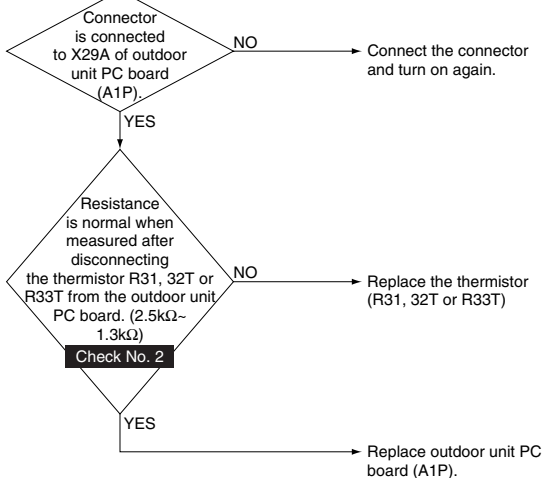 Connector
is connected
to X29A of outdoor
unit PC board
(A1P).
NO
Connect the connector
and turn on again.
YES
Resistance
is normal when
measured after
disconnecting
the thermistor R31, 32T or
R33T from the outdoor unit
PC board. (2.5kΩ~
1.3kΩ)
Check No. 2
NO
Replace the thermistor
(R31, 32T or R33T)
YES
Replace outdoor unit PC
board (A1P).